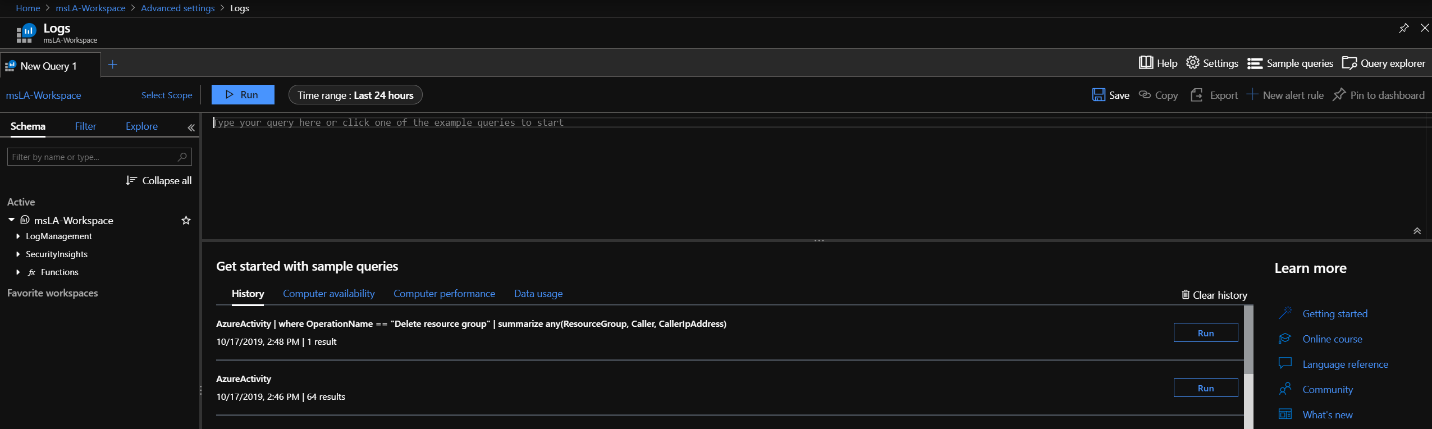 Home > msLA-Workspace > Advanced settings > Logs
Logs
msLA-Workspace
New Query 1
Help Settings Sample queries Query explorer
msLA-Workspace Select Scope Run Time range : Last 24 hours Save Copy Export New alert rule Pin to dashboard
Schema Filter Explore «
Type your query here or click one of the example queries to start
Filter by name or type...
Collapse all
Active
msLA-Workspace
LogManagement
SecurityInsights
fx Functions
Favorite workspaces
Get started with sample queries
History Computer availability Computer performance Data usage
Clear history
AzureActivity | where OperationName == "Delete resource group" | summarize any(ResourceGroup, Caller, CallerIpAddress)
10/17/2019, 2:48 PM | 1 result
Run
AzureActivity
10/17/2019, 2:46 PM | 64 results
Run
Learn more
Getting started
Online course
Language reference
Community
What's new